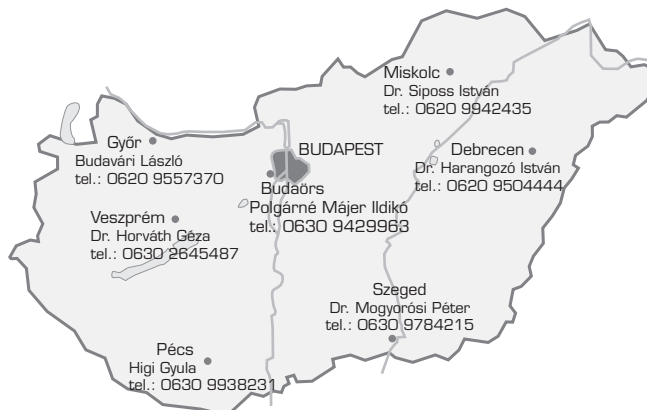 Miskolc
Dr. Siposs István
tel.: 0620 9942435
Győr
Budavári László
tel.: 0620 9557370
BUDAPEST
Debrecen
Dr. Harangozó István
tel.: 0620 9504444
Budaörs
Polgárné Májer Ildikó
tel.: 0630 9429963
Veszprém
Dr. Horváth Géza
tel.: 0630 2645487
Szeged
Dr. Mogyorósi Péter
tel.: 0630 9784215
Pécs
Higi Gyula
tel.: 0630 9938231